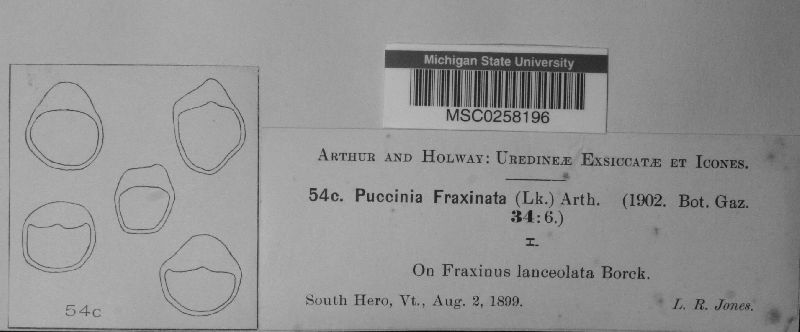 Michigan State University
MSC0258196
ARTHUR AND HOLWAY: UREDINEÆ EXSICCATÆ ET ICONES.
54c. Puccinia Fraxinata (Lk.) Arth. (1902. Bot. Gaz.
34:6.)
I.
On Fraxinus lanceolata Borck.
South Hero, Vt., Aug. 2, 1899. L. R. Jones.
54c